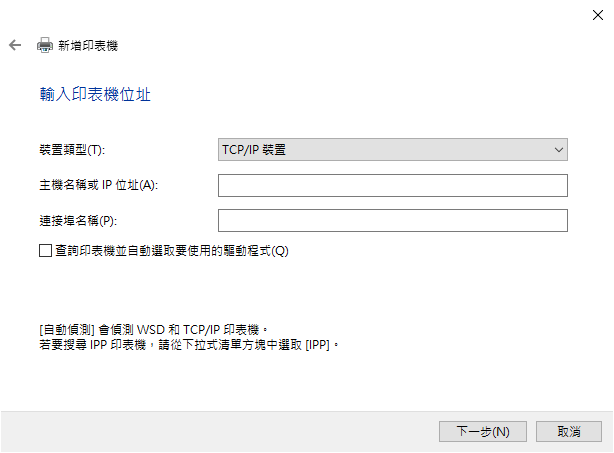 新增印表機
輸入印表機位址
裝置類型(T):
TCP/IP 裝置
主機名稱或 IP 位址(A):
連接埠名稱(P):
查詢印表機並自動選取要使用的驅動程式(Q)
[自動偵測] 會偵測 WSD 和 TCP/IP 印表機。
若要搜尋 IPP 印表機，請從下拉式清單方塊中選取 [IPP]。
下一步(N)
取消